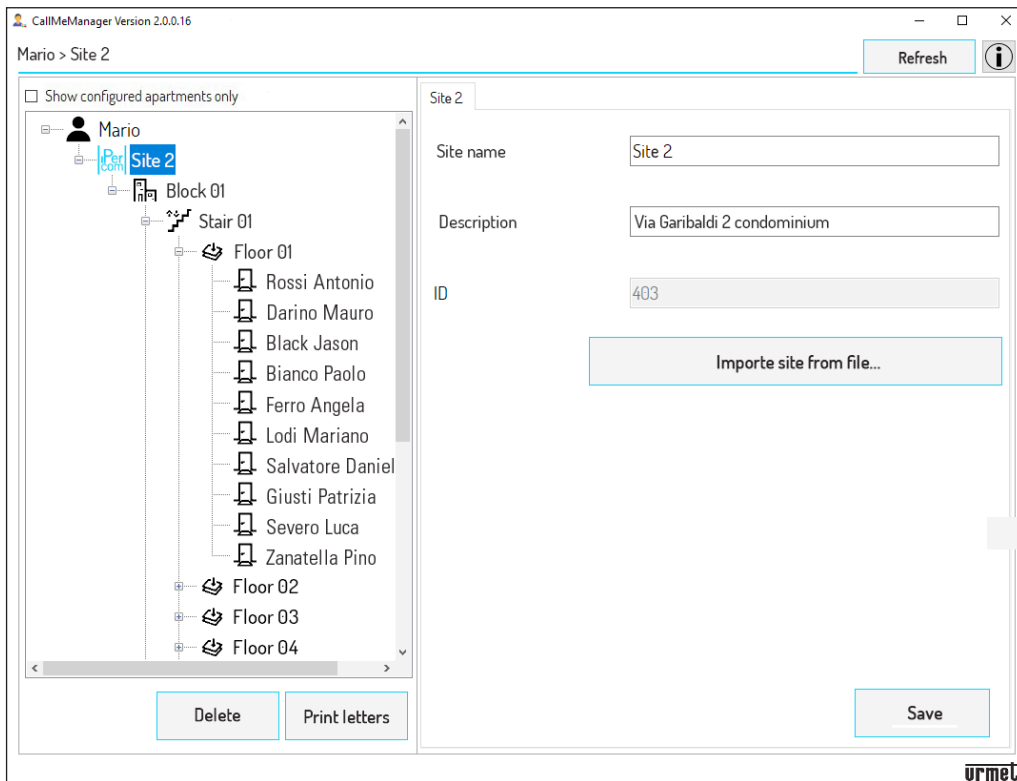 CallMeManager Version 2.0.0.16
Mario > Site 2
Refresh
Show configured apartments only
Mario
iPer
com
Site 2
Block 01
Stair 01
Floor 01
Rossi Antonio
Darino Mauro
Black Jason
Bianco Paolo
Ferro Angela
Lodi Mariano
Salvatore Daniel
Giusti Patrizia
Severo Luca
Zanatella Pino
Floor 02
Floor 03
Floor 04
Delete
Print letters
Site 2
Site name
Site 2
Description
Via Garibaldi 2 condominium
ID
403
Importe site from file...
Save
urmet